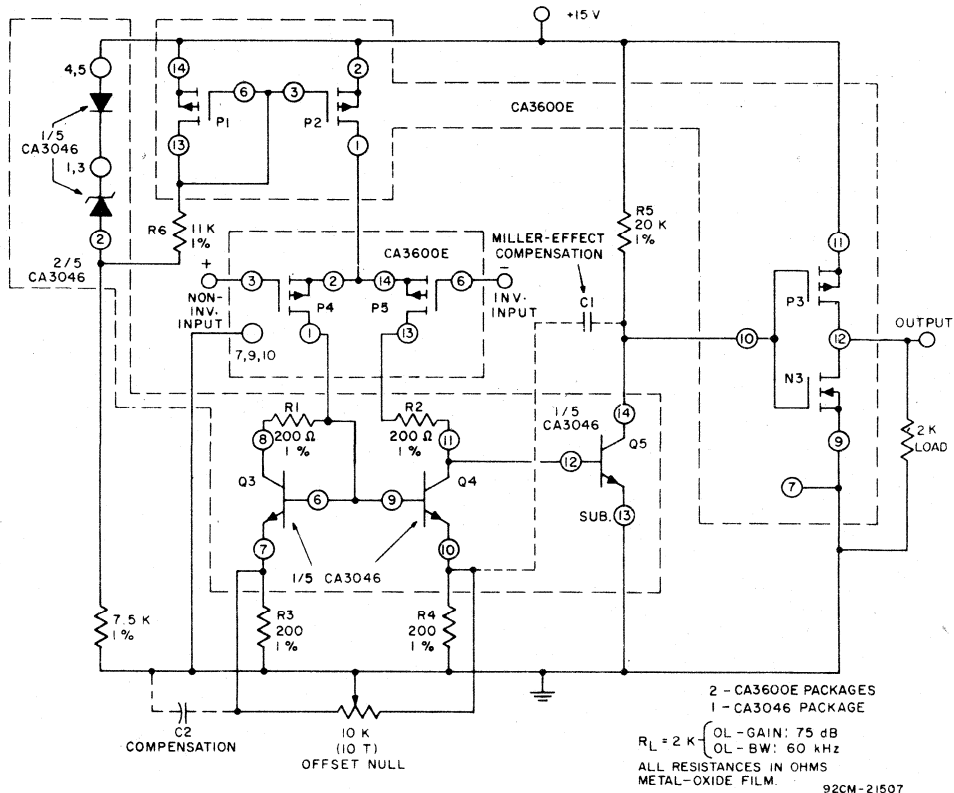 +15 V
4,5
14
2
6
3
CA3600E
P1
P2
1/5
CA3046
13
1
1,3
R6
11 K
1%
R5
20 K
1%
2
2/5
CA3046
MILLER-EFFECT
COMPENSATION
CA3600E
11
+
3
2
14
6
−
P3
NON-
INV.
INPUT
P4
P5
INV.
INPUT
C1
1
13
OUTPUT
7,9,10
10
12
N3
R1
R2
1/5
CA3046
14
8
200 Ω
1%
200 Ω
1%
11
Q5
9
2K
LOAD
12
Q3
6
9
Q4
7
SUB.
13
7
10
1/5 CA3046
7.5 K
1%
R3
200
1%
R4
200
1%
2 - CA3600E PACKAGES
1 - CA3046 PACKAGE
C2
COMPENSATION
10 K
(10 T)
OFFSET NULL
RL = 2 K { OL-GAIN: 75 dB
OL-BW: 60 kHz
ALL RESISTANCES IN OHMS
METAL-OXIDE FILM.
92CM-21507